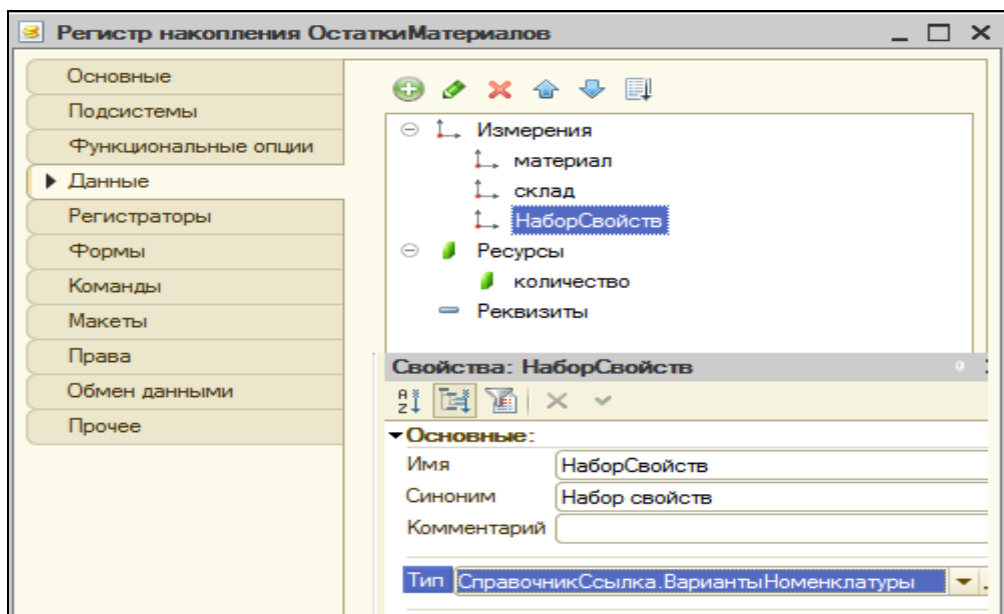 Регистр накопления ОстаткиМатериалов
Основные
Подсистемы
Функциональные опции
Данные
Регистраторы
Формы
Команды
Макеты
Права
Обмен данными
Прочее
Измерения
материал
склад
НаборСвойств
Ресурсы
количество
Реквизиты
Свойства: НаборСвойств
Основные:
Имя НаборСвойств
Синоним Набор свойств
Комментарий
Тип СправочникСсылка.ВариантыНоменклатуры